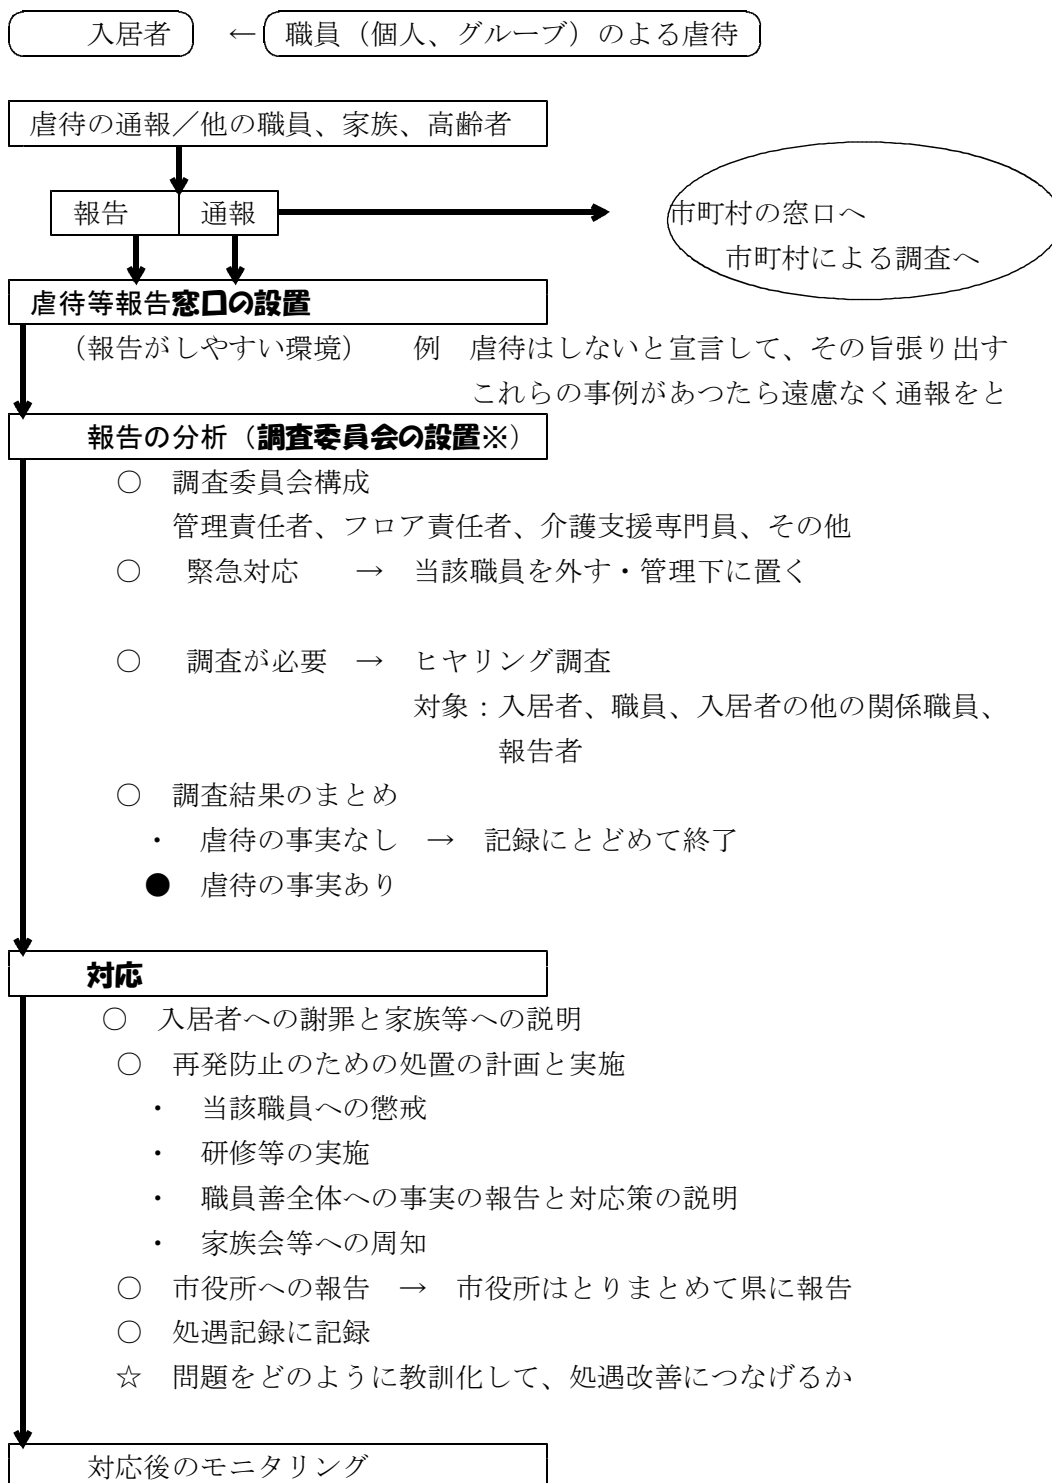 入居者 ← 職員（個人、グループ）のよる虐待
虐待の通報／他の職員、家族、高齢者
報告 通報
市町村の窓口へ
市町村による調査へ
虐待等報告窓口の設置
（報告がしやすい環境） 例 虐待はしないと宣言して、その旨張り出す
これらの事例があつたら遠慮なく通報をと
報告の分析（調査委員会の設置※）
○ 調査委員会構成
管理責任者、フロア責任者、介護支援専門員、その他
○ 緊急対応 → 当該職員を外す・管理下に置く
○ 調査が必要 → ヒヤリング調査
対象：入居者、職員、入居者の他の関係職員、
報告者
○ 調査結果のまとめ
・ 虐待の事実なし → 記録にとどめて終了
● 虐待の事実あり
対応
○ 入居者への謝罪と家族等への説明
○ 再発防止のための処置の計画と実施
・ 当該職員への懲戒
・ 研修等の実施
・ 職員善全体への事実の報告と対応策の説明
・ 家族会等への周知
○ 市役所への報告 → 市役所はとりまとめて県に報告
○ 処遇記録に記録
☆ 問題をどのように教訓化して、処遇改善につなげるか
対応後のモニタリング